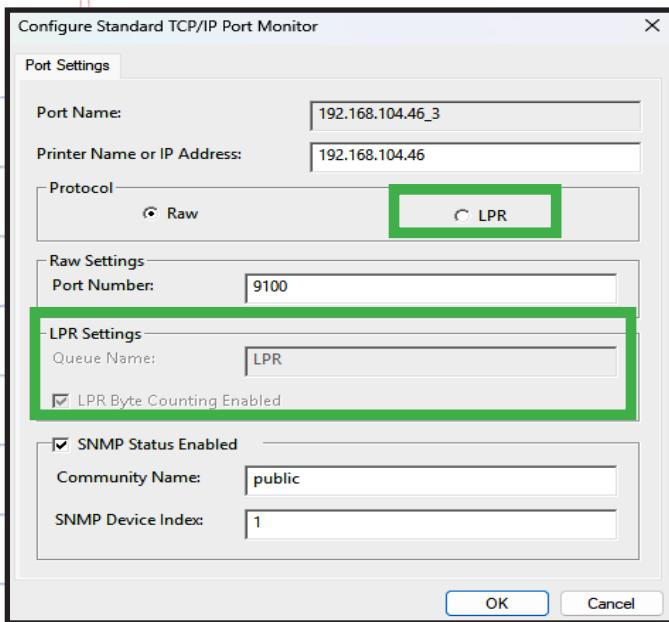 Configure Standard TCP/IP Port Monitor
Port Settings
Port Name: 192.168.104.46_3
Printer Name or IP Address: 192.168.104.46
Protocol
Raw LPR
Raw Settings
Port Number: 9100
LPR Settings
Queue Name: LPR
LPR Byte Counting Enabled
SNMP Status Enabled
Community Name: public
SNMP Device Index: 1
OK Cancel